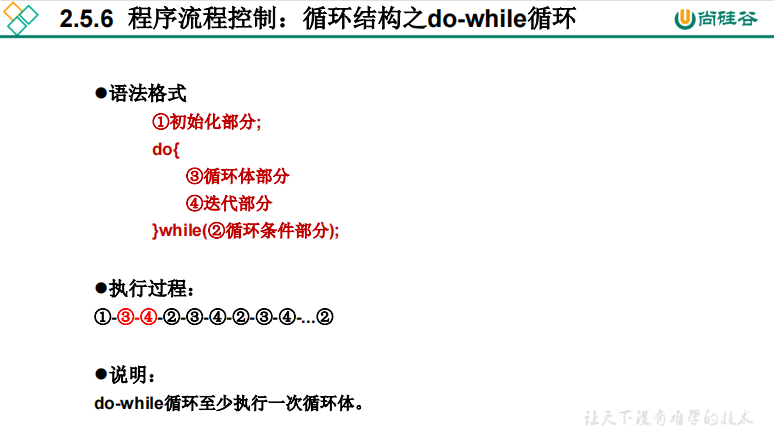 2.5.6 程序流程控制：循环结构之do-while循环
尚硅谷
●语法格式
①初始化部分;
do{
③循环体部分
④迭代部分
}while(②循环条件部分);
●执行过程：
①-③-④-②-③-④-②-③-④-...②
●说明：
do-while循环至少执行一次循环体。
让天下没有难学的技术